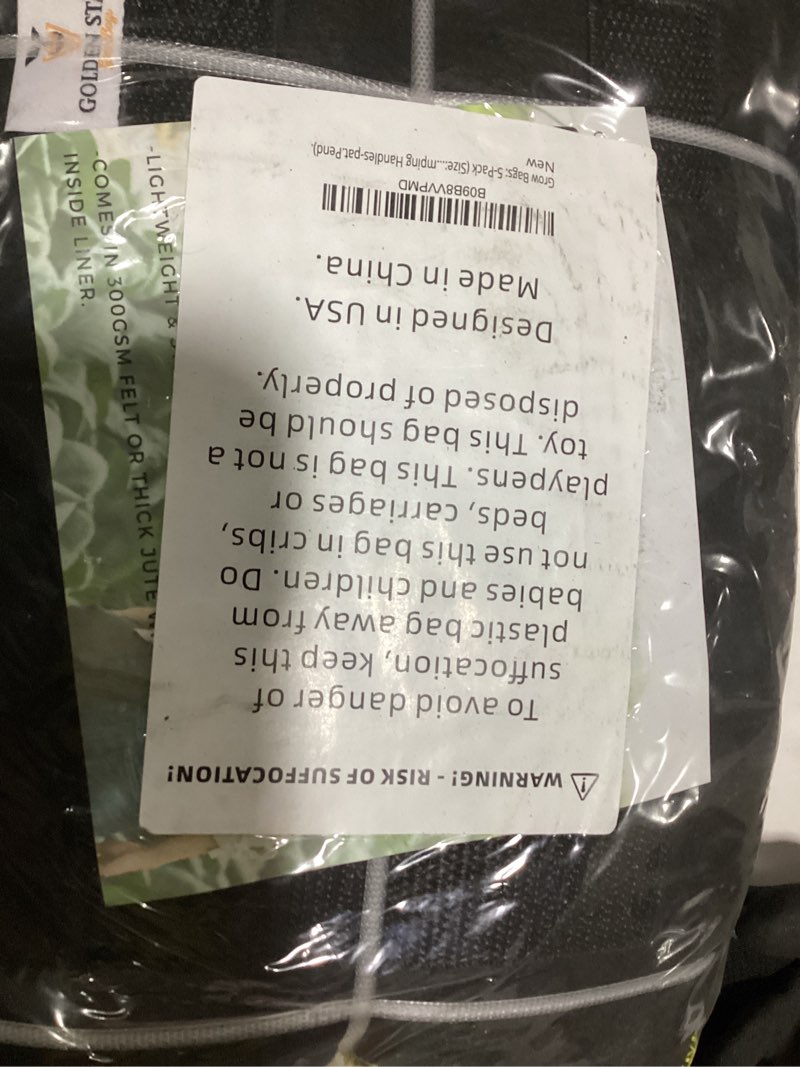 ⚠ WARNING! - RISK OF SUFFOCATION!
To avoid danger of
suffocation, keep this
plastic bag away from
babies and children. Do
not use this bag in cribs,
beds, carriages or
playpens. This bag is not a
toy. This bag should be
disposed of properly.
Designed in USA.
Made in China.
B09B8VVPMD
Grow Bags: 5-Pack (Size:...mping Handles-pat.Pend).
New
-LIGHTWEIGHT &
-COMES IN 300GSM FELT OR THICK JUTE
INSIDE LINER.
GOLDEN